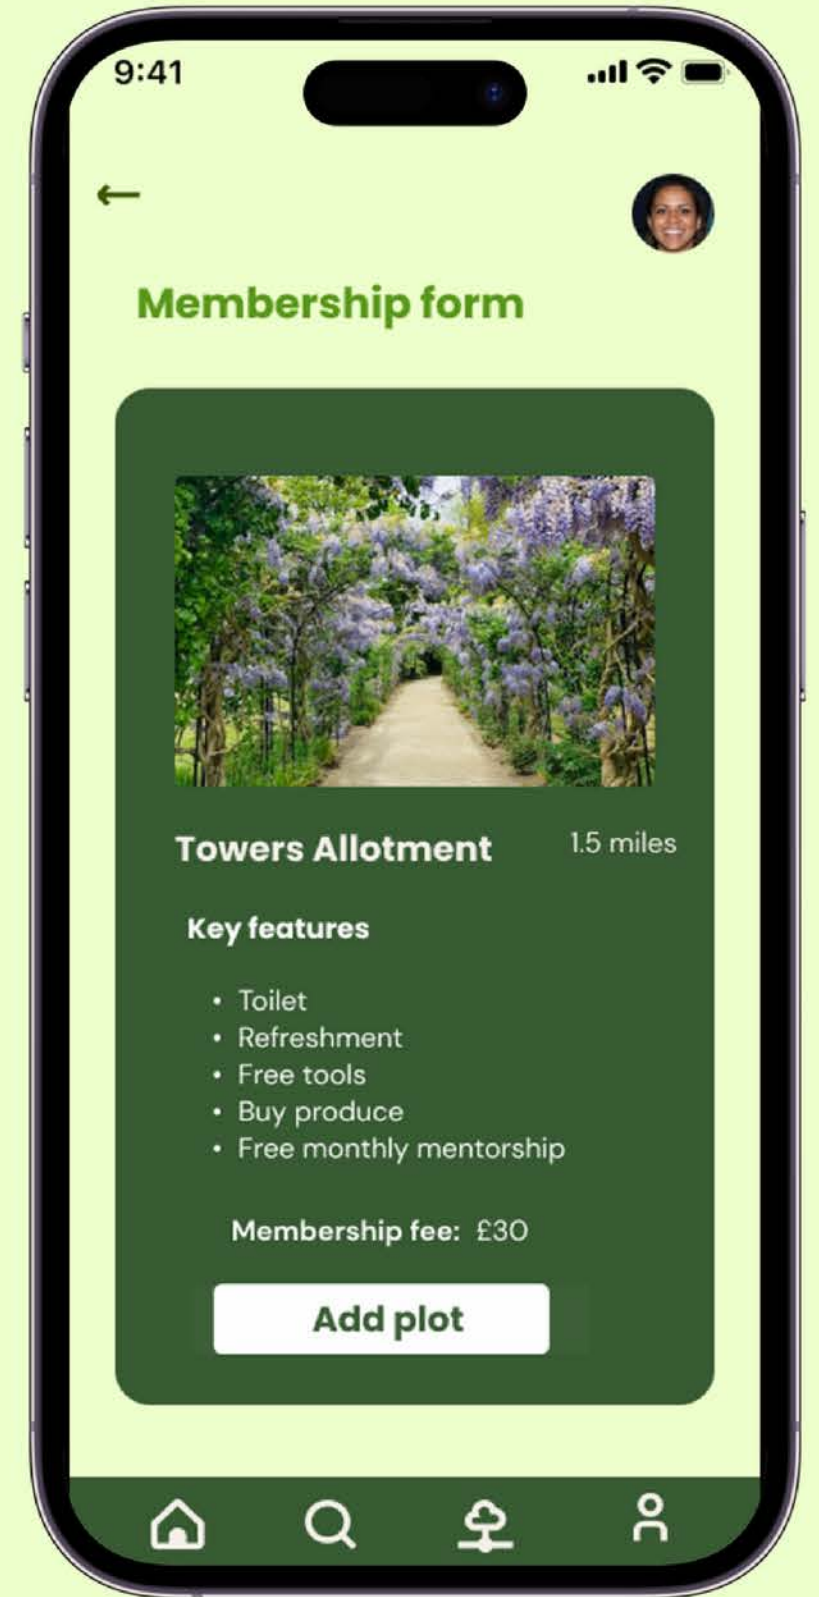 9:41
Membership form
Towers Allotment 1.5 miles
Key features
• Toilet
• Refreshment
• Free tools
• Buy produce
• Free monthly mentorship
Membership fee: £30
Add plot